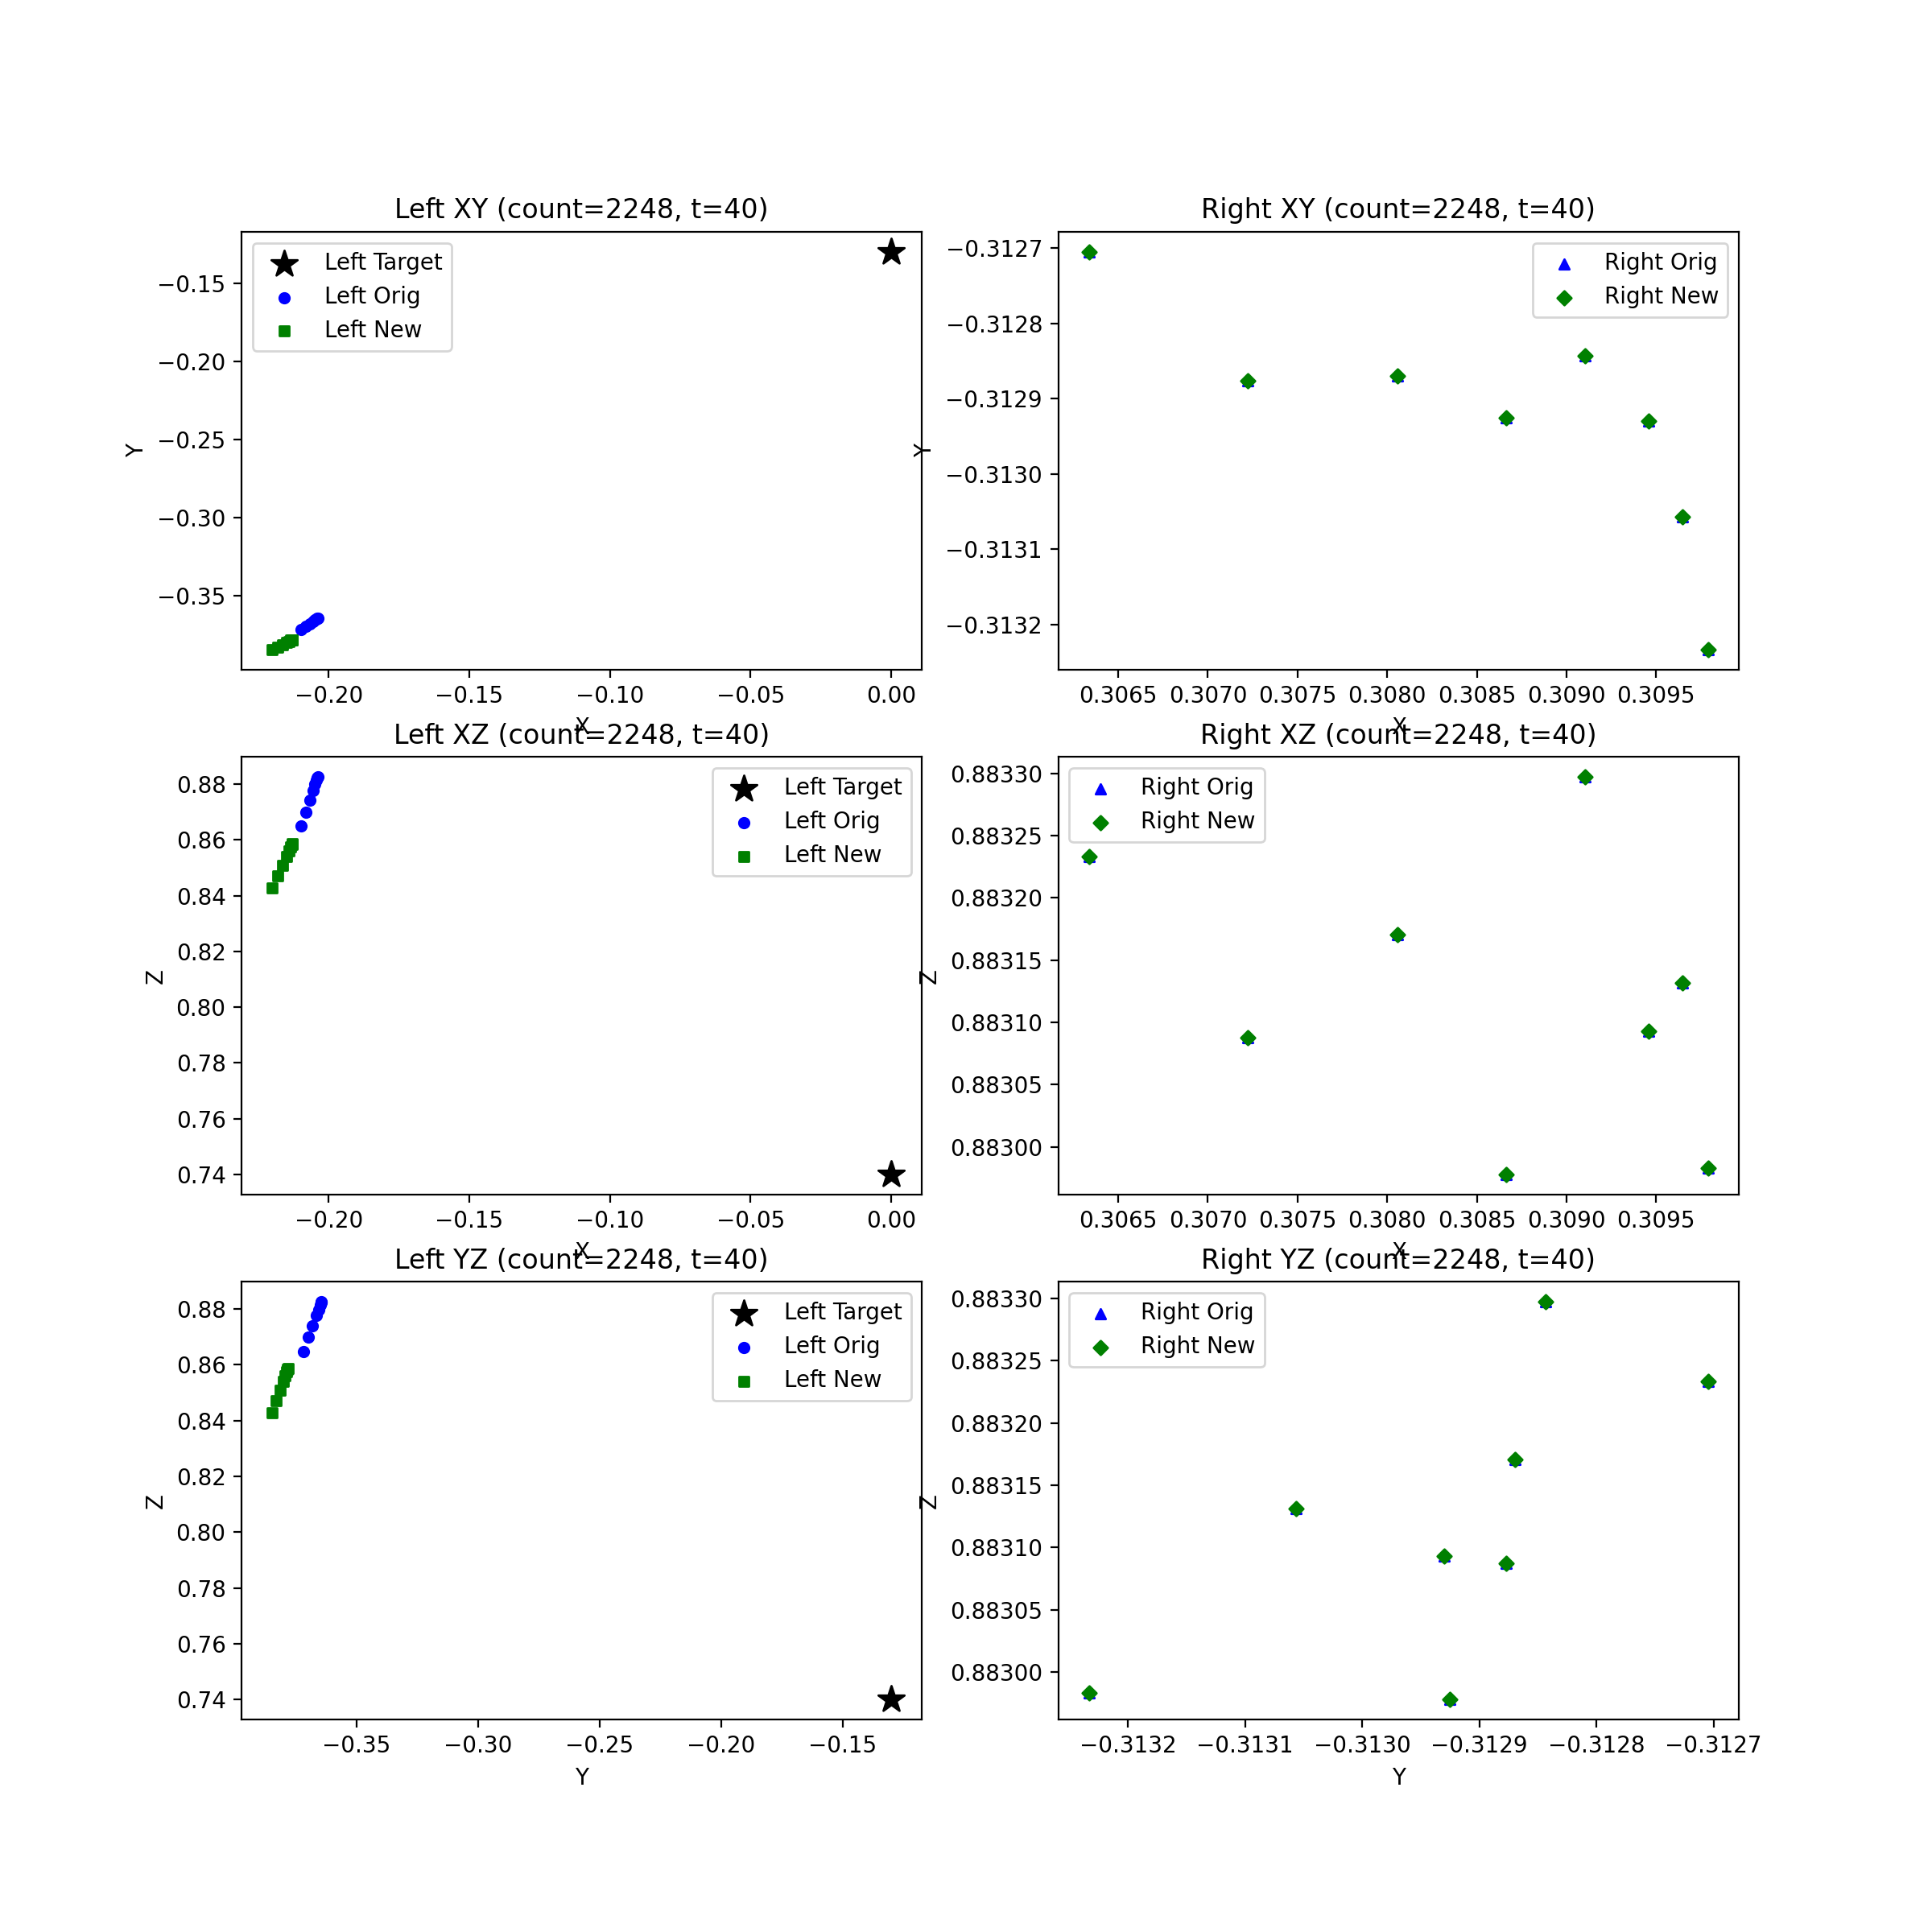 Left XY (count=2248, t=40)
Left Target
Left Orig
Left New
−0.15
−0.20
−0.25
−0.30
−0.35
Y
−0.20
−0.15
−0.10
−0.05
0.00
X
Right XY (count=2248, t=40)
Right Orig
Right New
−0.3127
−0.3128
−0.3129
−0.3130
−0.3131
−0.3132
Y
0.3065
0.3070
0.3075
0.3080
0.3085
0.3090
0.3095
X
Left XZ (count=2248, t=40)
Left Target
Left Orig
Left New
0.88
0.86
0.84
0.82
0.80
0.78
0.76
0.74
Z
−0.20
−0.15
−0.10
−0.05
0.00
X
Right XZ (count=2248, t=40)
Right Orig
Right New
0.88330
0.88325
0.88320
0.88315
0.88310
0.88305
0.88300
Z
0.3065
0.3070
0.3075
0.3080
0.3085
0.3090
0.3095
X
Left YZ (count=2248, t=40)
Left Target
Left Orig
Left New
0.88
0.86
0.84
0.82
0.80
0.78
0.76
0.74
Z
−0.35
−0.30
−0.25
−0.20
−0.15
Y
Right YZ (count=2248, t=40)
Right Orig
Right New
0.88330
0.88325
0.88320
0.88315
0.88310
0.88305
0.88300
Z
−0.3132
−0.3131
−0.3130
−0.3129
−0.3128
−0.3127
Y